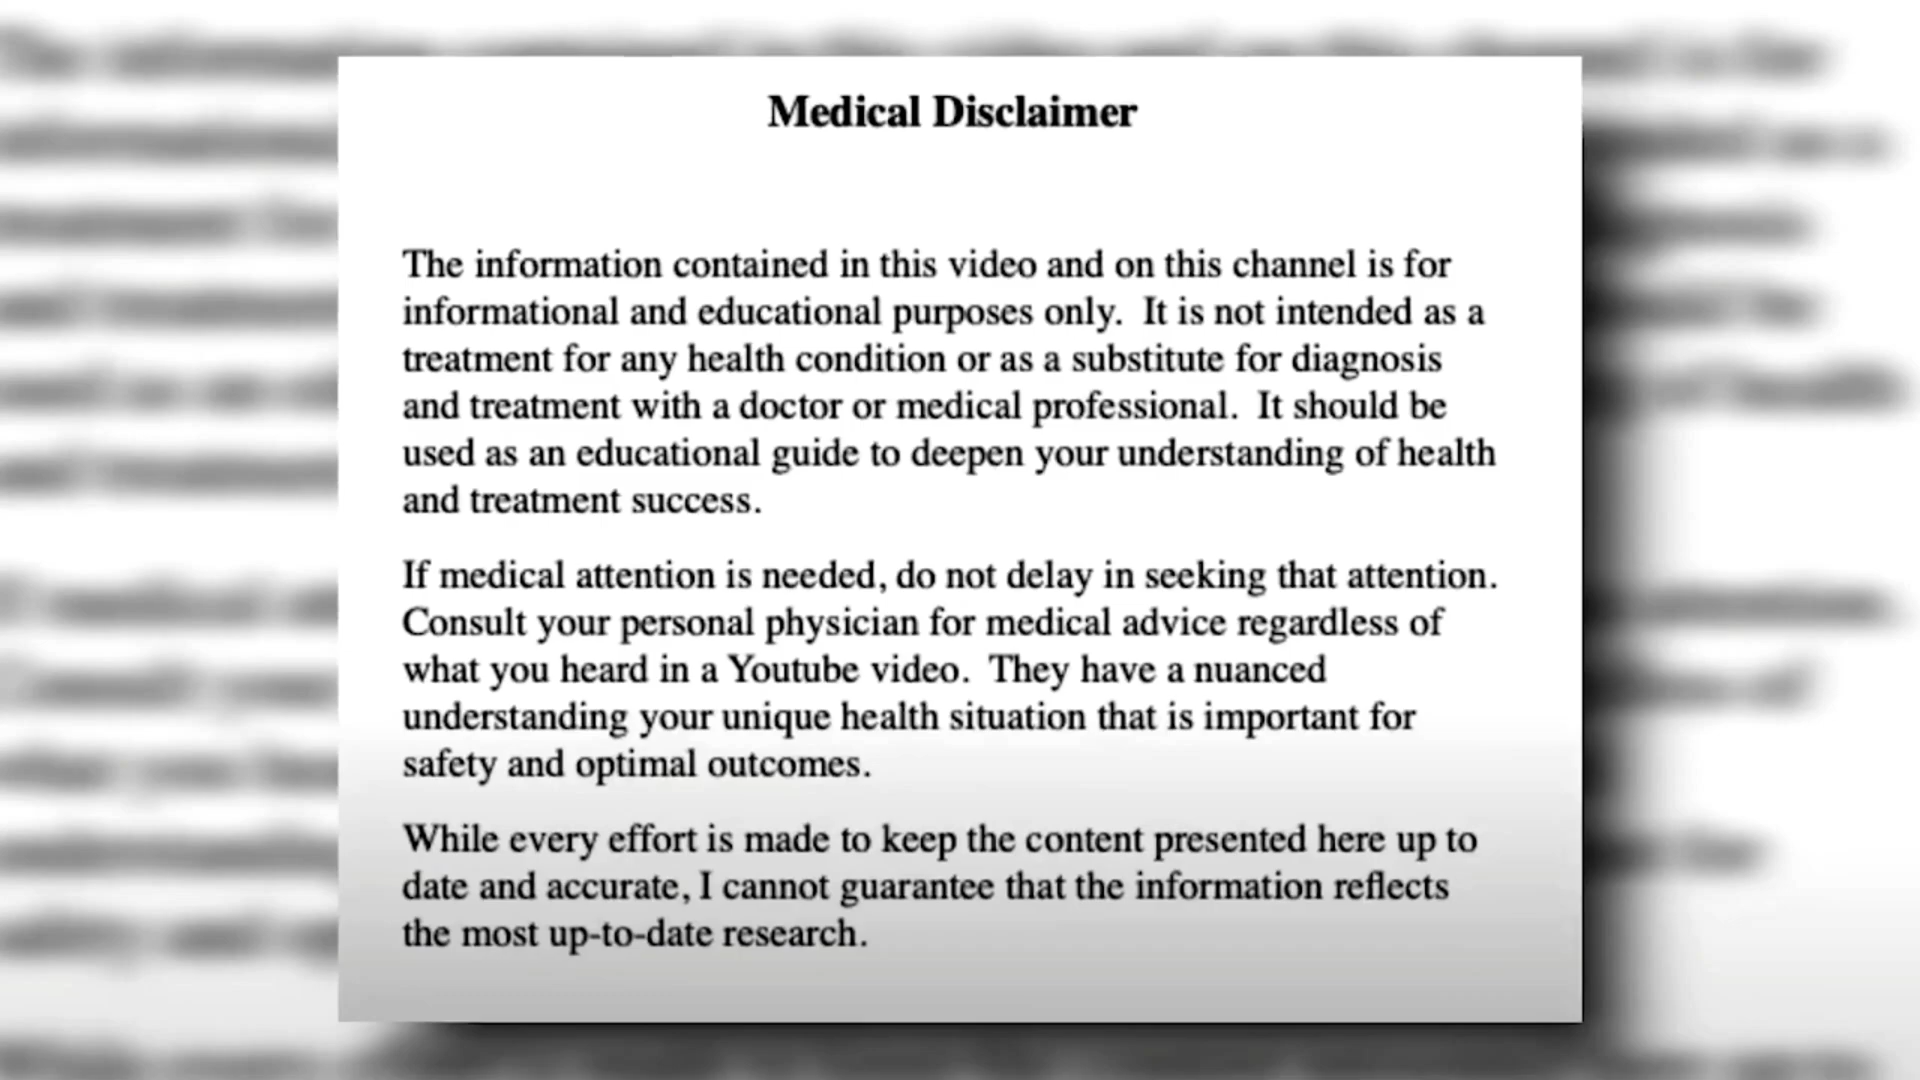 Medical Disclaimer
The information contained in this video and on this channel is for
informational and educational purposes only.  It is not intended as a
treatment for any health condition or as a substitute for diagnosis
and treatment with a doctor or medical professional.  It should be
used as an educational guide to deepen your understanding of health
and treatment success.
If medical attention is needed, do not delay in seeking that attention.
Consult your personal physician for medical advice regardless of
what you heard in a Youtube video.  They have a nuanced
understanding your unique health situation that is important for
safety and optimal outcomes.
While every effort is made to keep the content presented here up to
date and accurate, I cannot guarantee that the information reflects
the most up-to-date research.